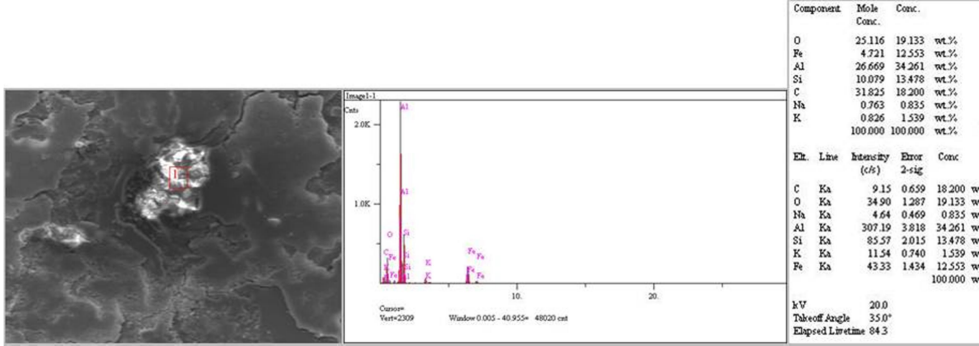 Component Mole Conc. Conc.
O 25.116 19.133 wt.%
Fe 4.721 12.553 wt.%
Al 26.669 34.261 wt.%
Si 10.079 13.478 wt.%
C 31.825 18.200 wt.%
Na 0.763 0.835 wt.%
K 0.826 1.539 wt.%
100.000 100.000 wt.%
Elt. Line Intensity (c/s) Error 2-sig Conc
C Ka 9.15 0.659 18.200 w
O Ka 34.90 1.287 19.133 w
Na Ka 4.64 0.469 0.835 w
Al Ka 307.19 3.818 34.261 w
Si Ka 85.57 2.015 13.478 w
K Ka 11.54 0.740 1.539 w
Fe Ka 43.33 1.434 12.553 w
100.000 w
kV 20.0
Takeoff Angle 35.0°
Elapsed Livetime 84.3
1
Image1-1
Cnts
2.0K
1.0K
Al
Al
Si
O
C
Fe
Fe
K
K
Fe
Fe
Fe
Fe
10.
20.
Cursor=
Vert=2309 Window 0.005 - 40.955= 48020 cnt